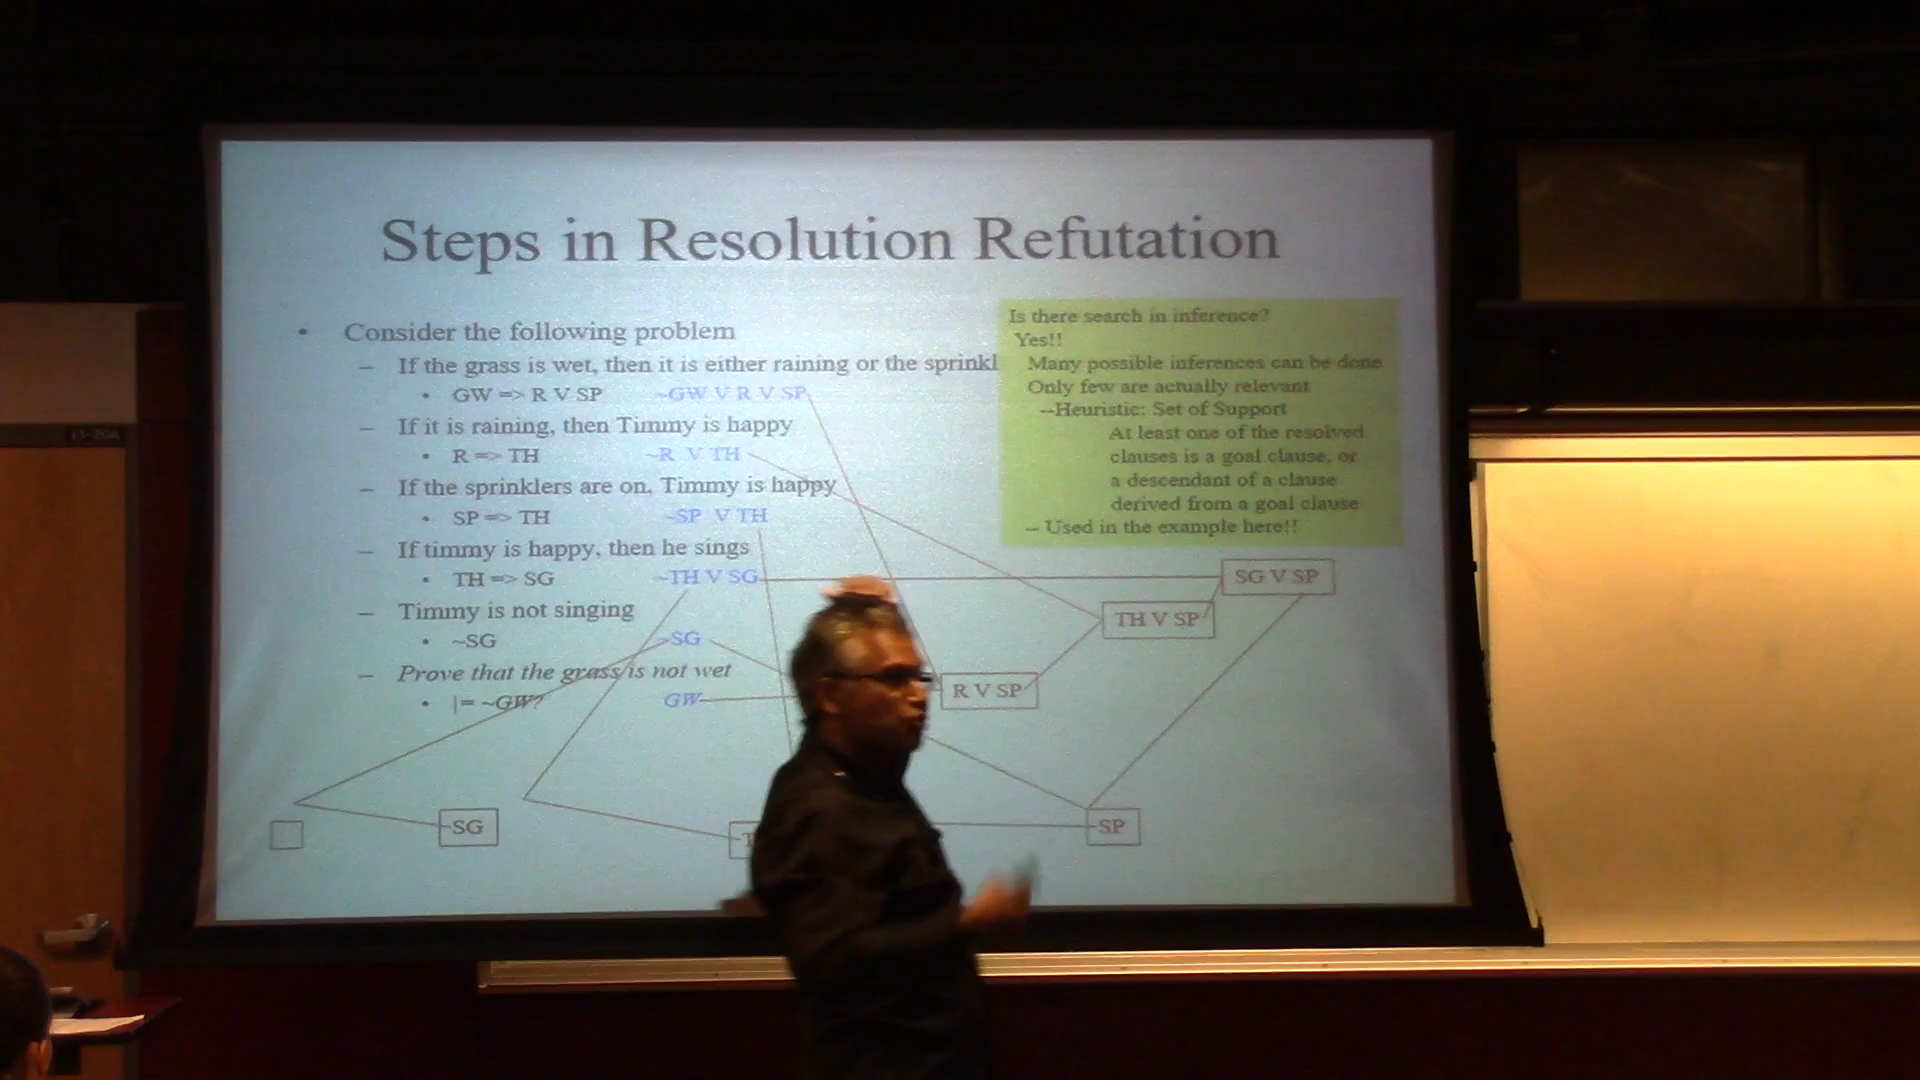 Steps in Resolution Refutation
• Consider the following problem
– If the grass is wet, then it is either raining or the sprinkl
• GW => R V SP ~GW V R V SP
– If it is raining, then Timmy is happy
• R => TH ~R V TH
– If the sprinklers are on, Timmy is happy
• SP => TH ~SP V TH
– If timmy is happy, then he sings
• TH => SG ~TH V SG
– Timmy is not singing
• ~SG ~SG
– Prove that the grass is not wet
• |= ~GW? GW
Is there search in inference?
Yes!!
Many possible inferences can be done
Only few are actually relevant
--Heuristic: Set of Support
At least one of the resolved
clauses is a goal clause, or
a descendant of a clause
derived from a goal clause
-- Used in the example here!!
SG V SP
TH V SP
R V SP
SG
SP